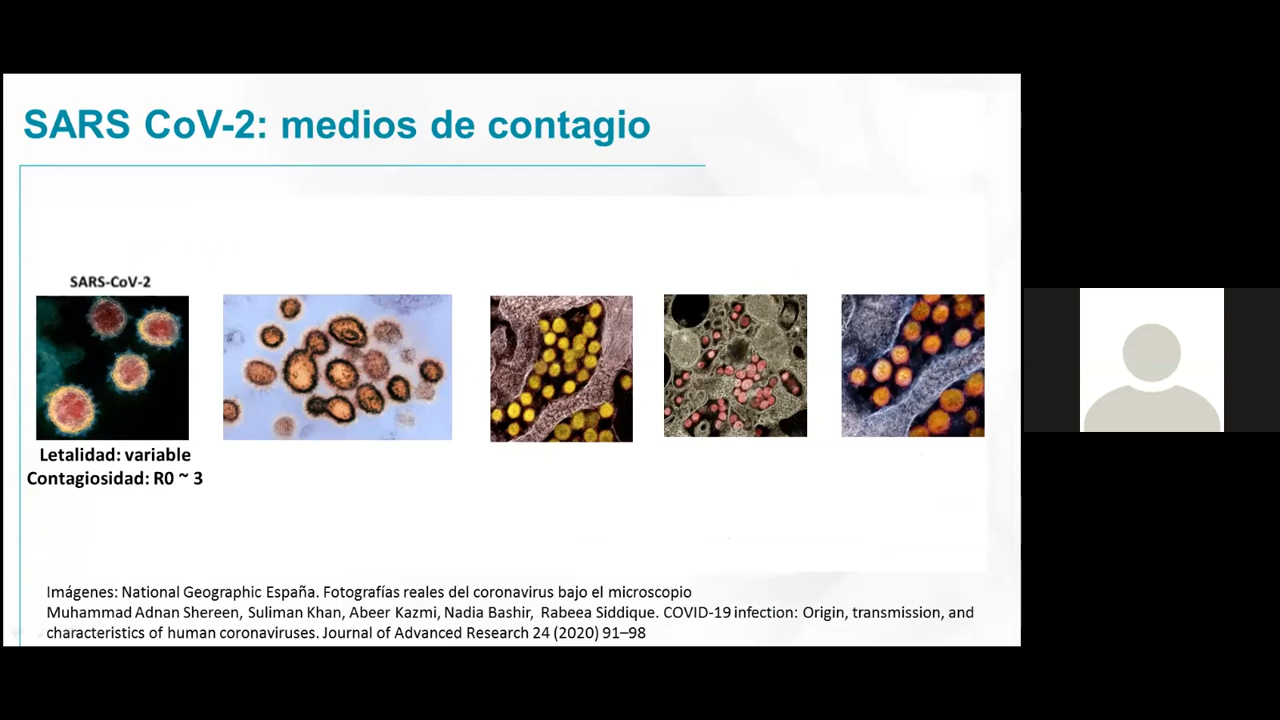 SARS CoV-2: medios de contagio
SARS-CoV-2
Letalidad: variable
Contagiosidad: R0 ~ 3
Imágenes: National Geographic España. Fotografías reales del coronavirus bajo el microscopio
Muhammad Adnan Shereen, Suliman Khan, Abeer Kazmi, Nadia Bashir, Rabeea Siddique. COVID-19 infection: Origin, transmission, and
characteristics of human coronaviruses. Journal of Advanced Research 24 (2020) 91–98